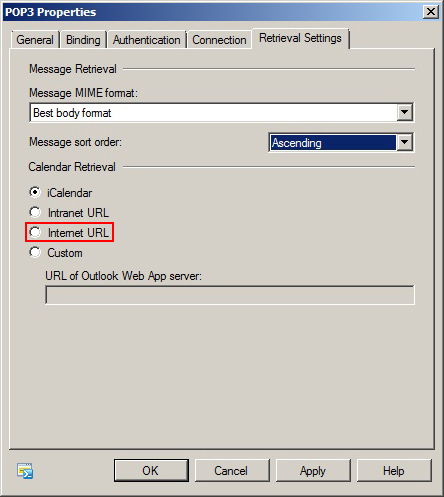 POP3 Properties
General Binding Authentication Connection Retrieval Settings
Message Retrieval
Message MIME format:
Best body format
Message sort order: Ascending
Calendar Retrieval
iCalendar
Intranet URL
Internet URL
Custom
URL of Outlook Web App server:
OK Cancel Apply Help